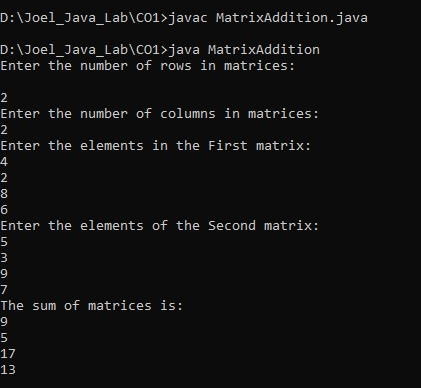 D:\Joel_Java_Lab\CO1>javac MatrixAddition.java
D:\Joel_Java_Lab\CO1>java MatrixAddition
Enter the number of rows in matrices:
2
Enter the number of columns in matrices:
2
Enter the elements in the First matrix:
4
2
8
6
Enter the elements of the Second matrix:
5
3
9
7
The sum of matrices is:
9
5
17
13